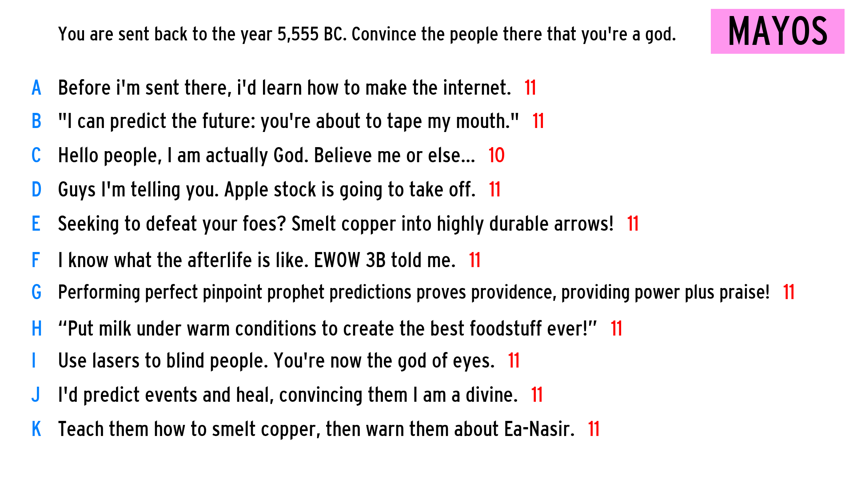 You are sent back to the year 5,555 BC. Convince the people there that you're a god.
MAYOS
A Before i'm sent there, i'd learn how to make the internet. 11
B "I can predict the future: you're about to tape my mouth." 11
C Hello people, I am actually God. Believe me or else... 10
D Guys I'm telling you. Apple stock is going to take off. 11
E Seeking to defeat your foes? Smelt copper into highly durable arrows! 11
F I know what the afterlife is like. EWOW 3B told me. 11
G Performing perfect pinpoint prophet predictions proves providence, providing power plus praise! 11
H “Put milk under warm conditions to create the best foodstuff ever!” 11
I Use lasers to blind people. You're now the god of eyes. 11
J I'd predict events and heal, convincing them I am a divine. 11
K Teach them how to smelt copper, then warn them about Ea-Nasir. 11